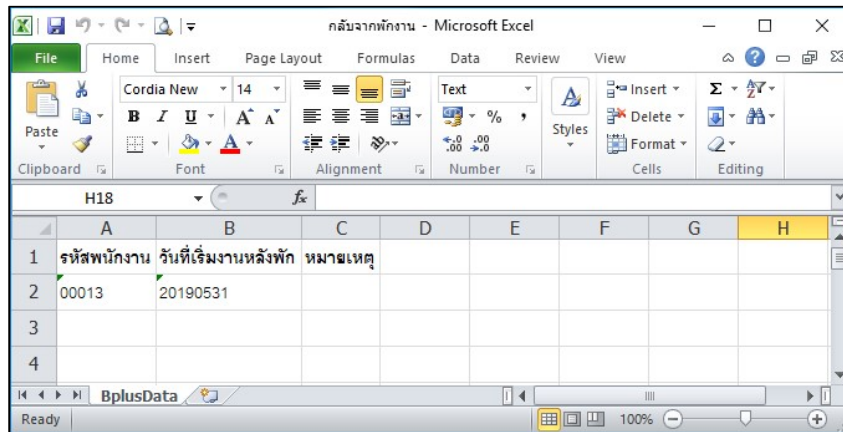 กลับจากพักงาน - Microsoft Excel
File Home Insert Page Layout Formulas Data Review View
Paste
Cordia New 14
B I U A A
Text
% ,
Styles
Insert
Delete
Format
Clipboard Font Alignment Number Cells Editing
H18 fx
A B C D E F G H
1 รหัสพนักงาน วันที่เริ่มงานหลังพัก หมายเหตุ
2 00013 20190531
3
4
BplusData
Ready 100%